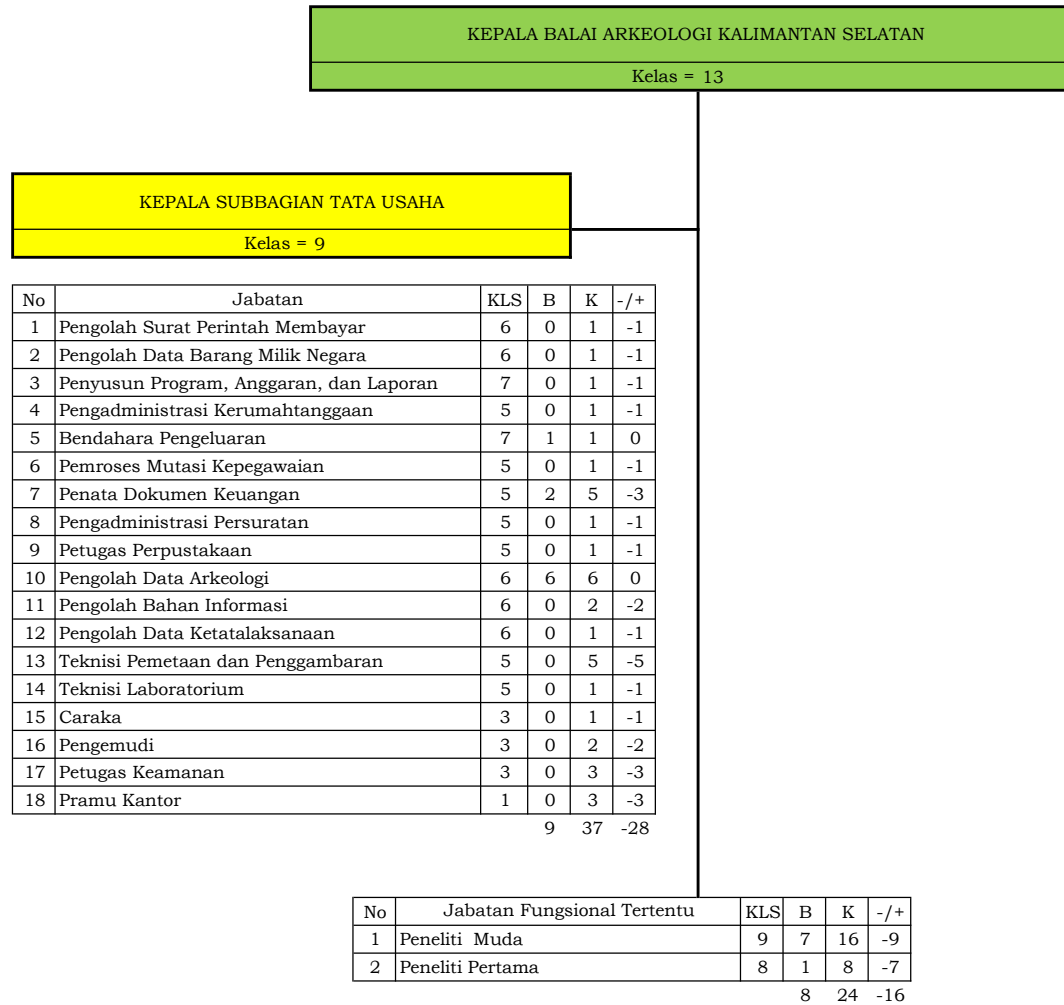 KEPALA BALAI ARKEOLOGI KALIMANTAN SELATAN
Kelas = 13
KEPALA SUBBAGIAN TATA USAHA
Kelas = 9
No Jabatan KLS B K -/+
1 Pengolah Surat Perintah Membayar 6 0 1 -1
2 Pengolah Data Barang Milik Negara 6 0 1 -1
3 Penyusun Program, Anggaran, dan Laporan 7 0 1 -1
4 Pengadministrasi Kerumahtanggaan 5 0 1 -1
5 Bendahara Pengeluaran 7 1 1 0
6 Pemroses Mutasi Kepegawaian 5 0 1 -1
7 Penata Dokumen Keuangan 5 2 5 -3
8 Pengadministrasi Persuratan 5 0 1 -1
9 Petugas Perpustakaan 5 0 1 -1
10 Pengolah Data Arkeologi 6 6 6 0
11 Pengolah Bahan Informasi 6 0 2 -2
12 Pengolah Data Ketatalaksanaan 6 0 1 -1
13 Teknisi Pemetaan dan Penggambaran 5 0 5 -5
14 Teknisi Laboratorium 5 0 1 -1
15 Caraka 3 0 1 -1
16 Pengemudi 3 0 2 -2
17 Petugas Keamanan 3 0 3 -3
18 Pramu Kantor 1 0 3 -3
9 37 -28
No Jabatan Fungsional Tertentu KLS B K -/+
1 Peneliti Muda 9 7 16 -9
2 Peneliti Pertama 8 1 8 -7
8 24 -16